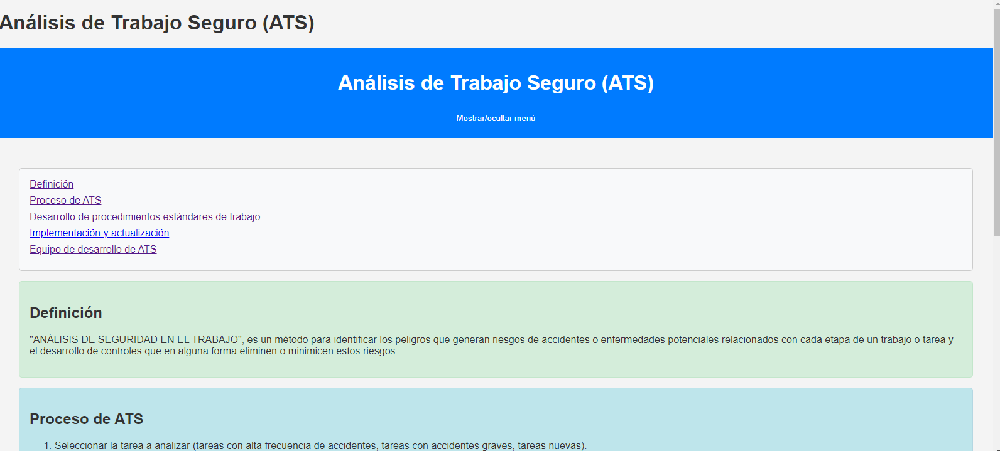 Análisis de Trabajo Seguro (ATS)
Análisis de Trabajo Seguro (ATS)
Mostrar/ocultar menú
Definición
Proceso de ATS
Desarrollo de procedimientos estándares de trabajo
Implementación y actualización
Equipo de desarrollo de ATS
Definición
"ANÁLISIS DE SEGURIDAD EN EL TRABAJO", es un método para identificar los peligros que generan riesgos de accidentes o enfermedades potenciales relacionados con cada etapa de un trabajo o tarea y
el desarrollo de controles que en alguna forma eliminen o minimicen estos riesgos.
Proceso de ATS
1. Seleccionar la tarea a analizar (tareas con alta frecuencia de accidentes, tareas con accidentes graves, tareas nuevas).